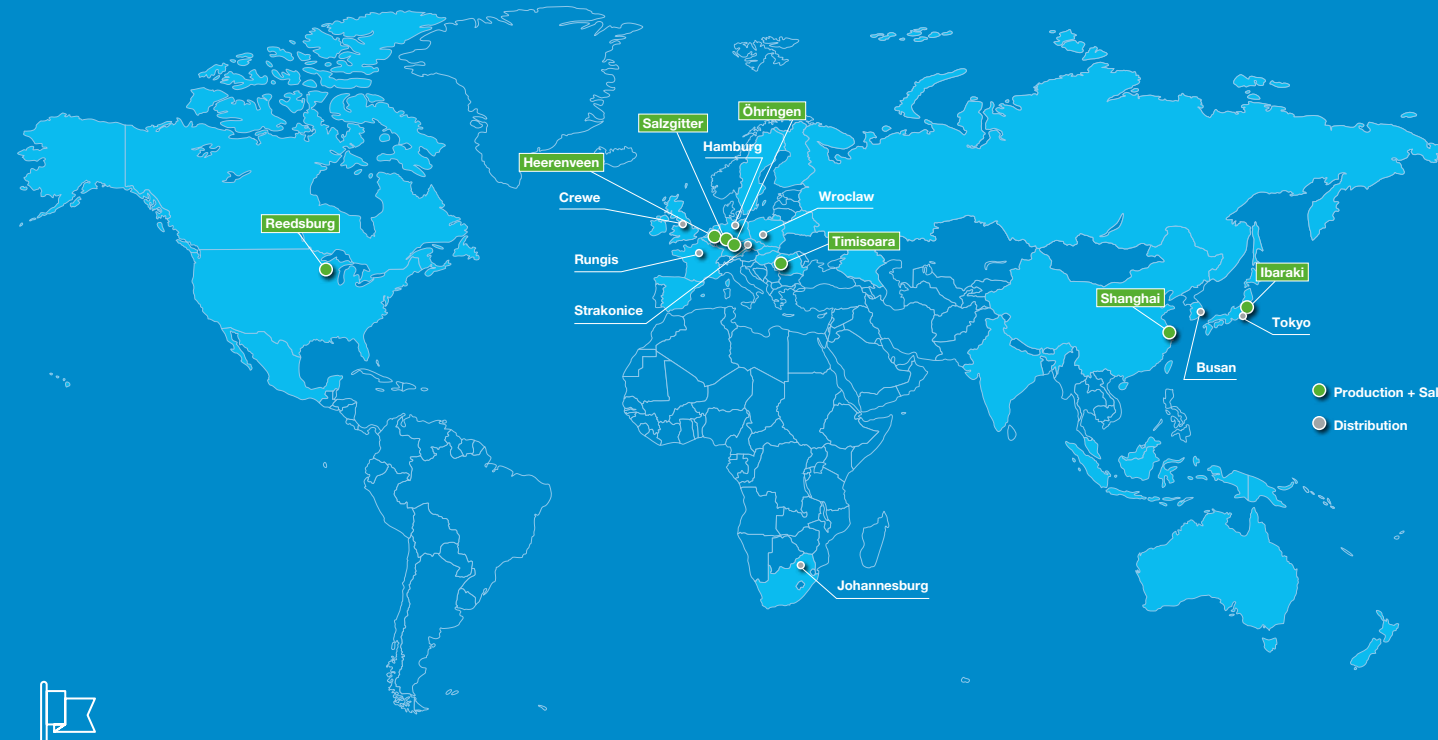 Öhringen
Salzgitter
Hamburg
Heerenveen
Crewe
Wroclaw
Reedsburg
Timisoara
Rungis
Ibaraki
Shanghai
Strakonice
Tokyo
Busan
Production + Sal
Distribution
Johannesburg